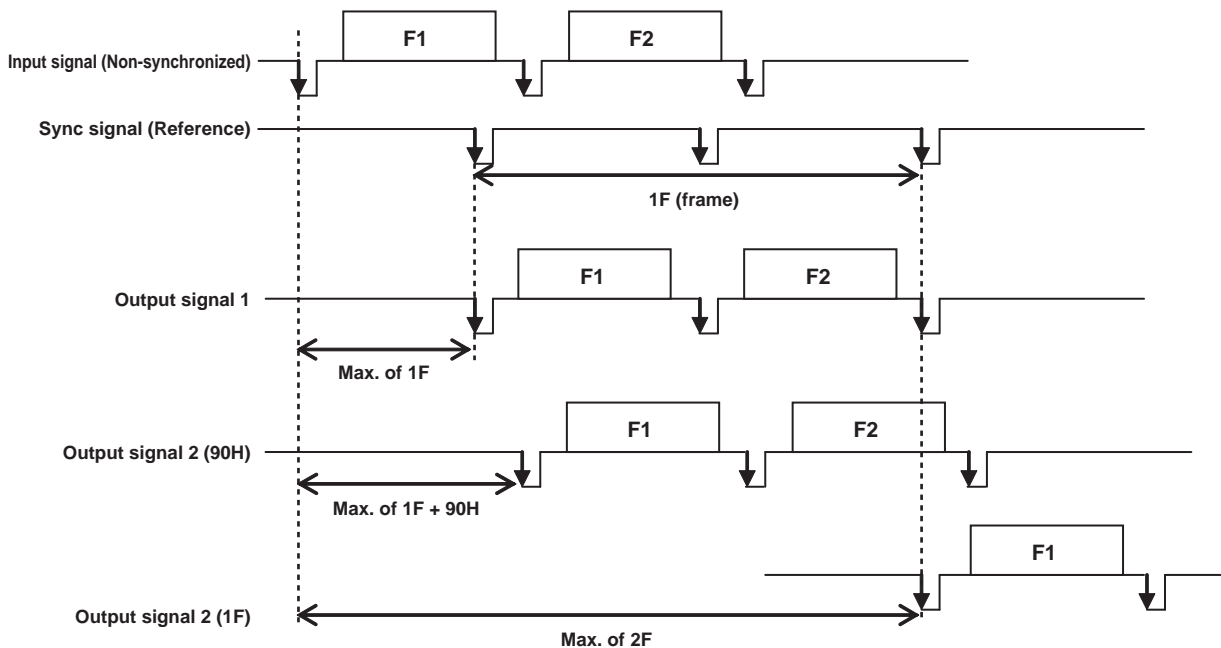 F1 F2
Input signal (Non-synchronized)
Sync signal (Reference)
1F (frame)
F1 F2
Output signal 1
Max. of 1F
F1 F2
Output signal 2 (90H)
Max. of 1F + 90H
F1
Output signal 2 (1F)
Max. of 2F